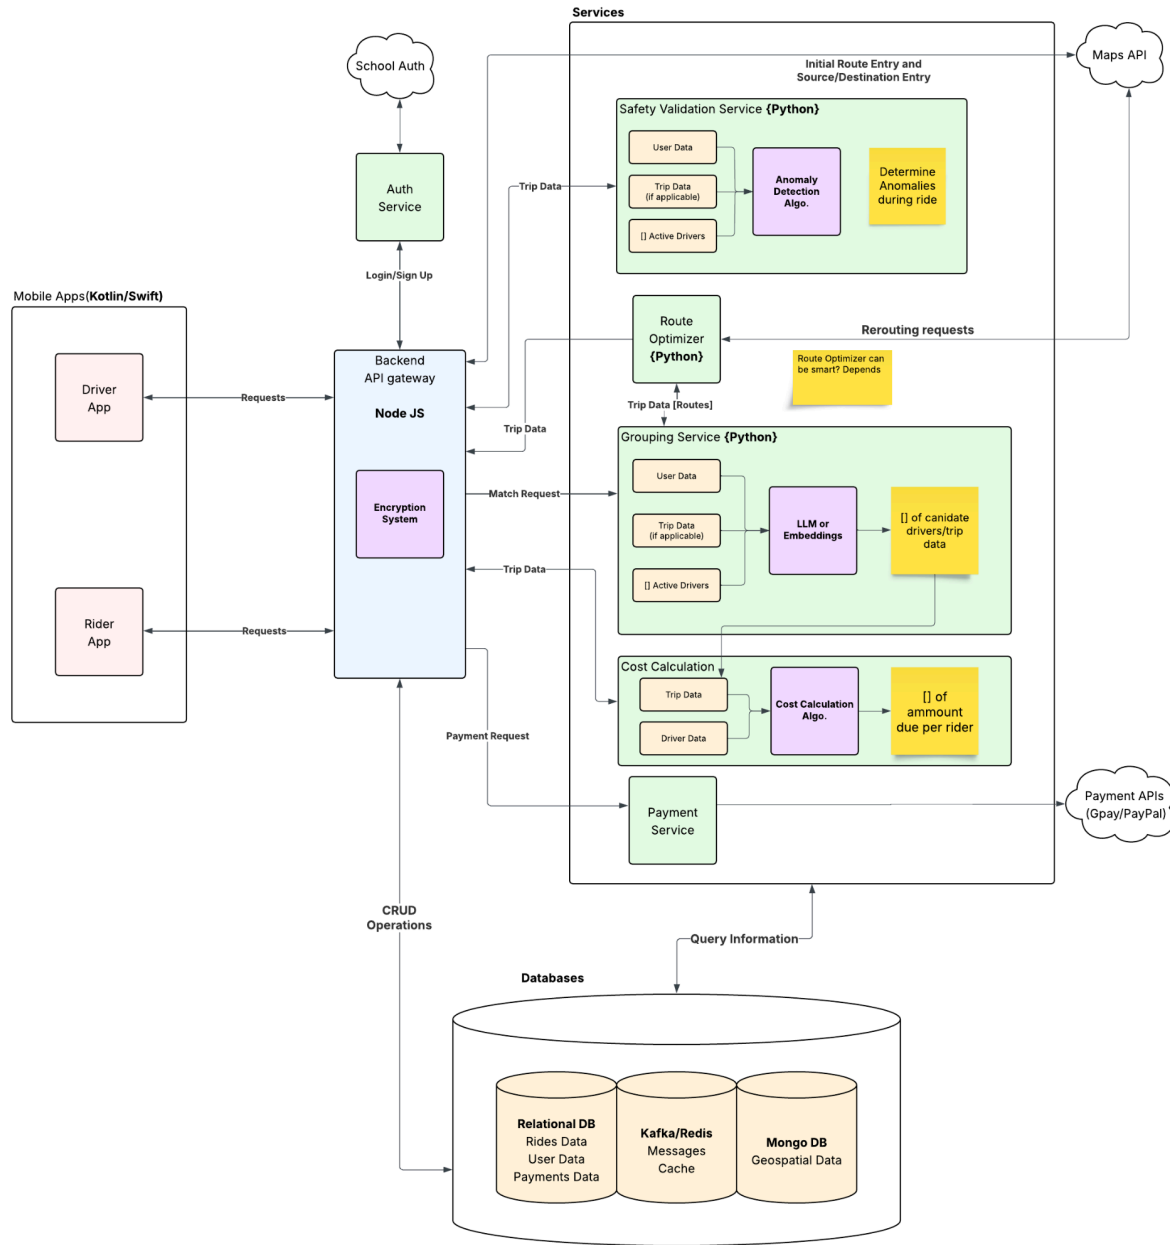 Services
School Auth
Maps API
Initial Route Entry and
Source/Destination Entry
Safety Validation Service {Python}
User Data
Trip Data
(if applicable)
[] Active Drivers
Anomaly
Detection
Algo.
Determine
Anomalies
during ride
Auth
Service
Trip Data
Login/Sign Up
Mobile Apps(Kotlin/Swift)
Driver
App
Requests
Rider
App
Requests
Backend
API gateway
Node JS
Encryption
System
Route
Optimizer
{Python}
Rerouting requests
Route Optimizer can
be smart? Depends
Trip Data [Routes]
Trip Data
Grouping Service {Python}
User Data
Trip Data
(if applicable)
[] Active Drivers
LLM or
Embeddings
[] of canidate
drivers/trip
data
Match Request
Trip Data
Cost Calculation
Trip Data
Driver Data
Cost Calculation
Algo.
[] of
ammount
due per rider
Payment Request
Payment
Service
Payment APIs
(Gpay/PayPal)
CRUD
Operations
Query Information
Databases
Relational DB
Rides Data
User Data
Payments Data
Kafka/Redis
Messages
Cache
Mongo DB
Geospatial Data